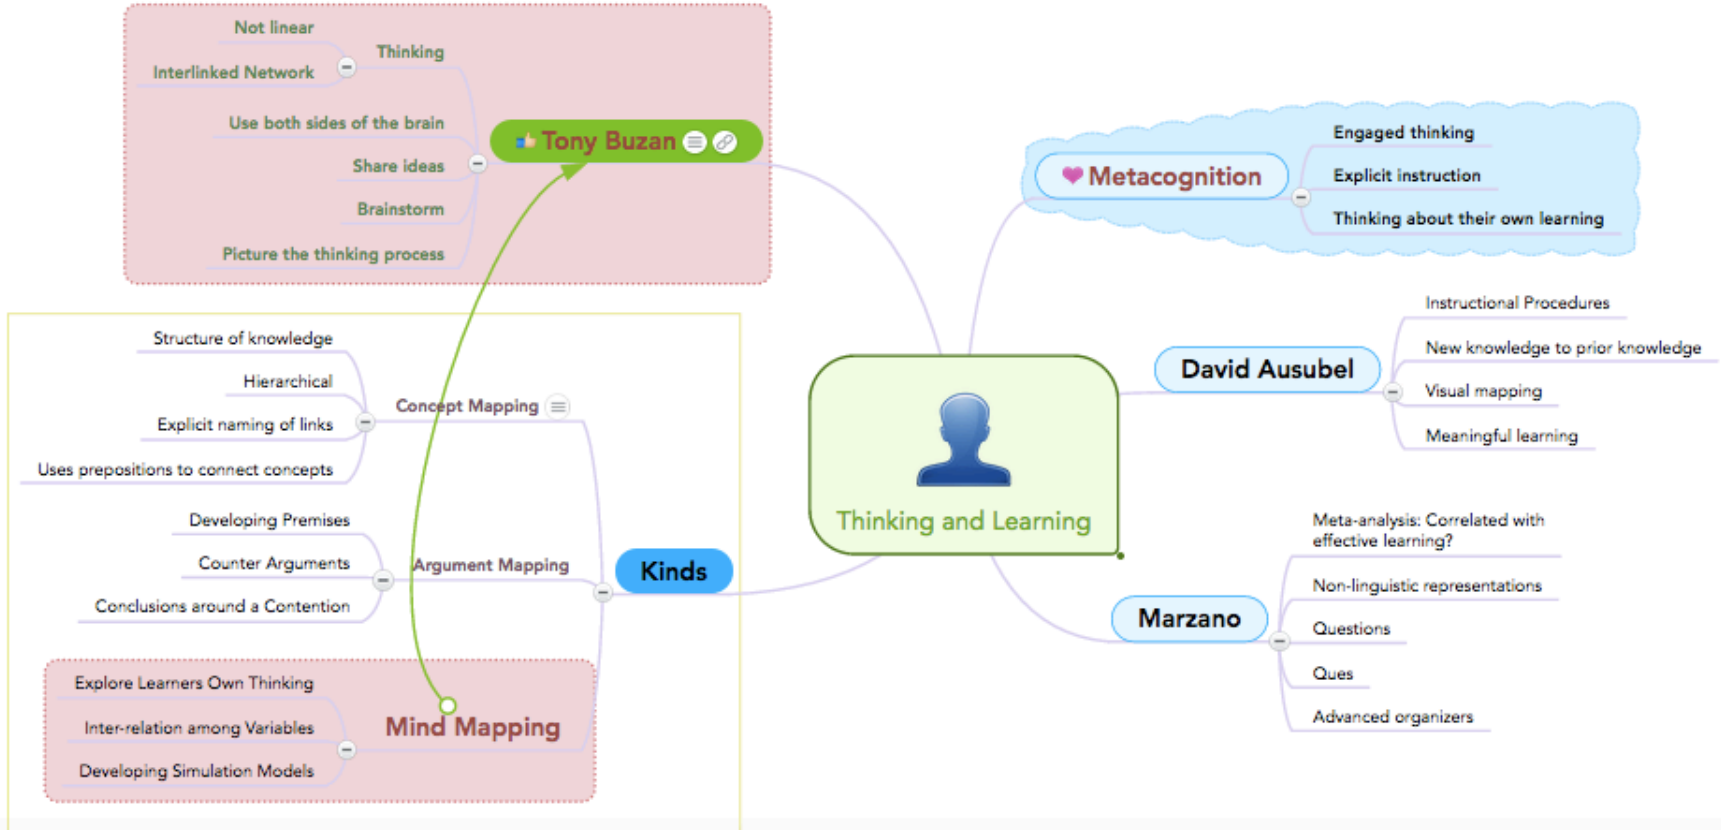 Not linear
Interlinked Network
Thinking
Use both sides of the brain
Share ideas
Brainstorm
Picture the thinking process
Tony Buzan
Metacognition
Engaged thinking
Explicit instruction
Thinking about their own learning
David Ausubel
Instructional Procedures
New knowledge to prior knowledge
Visual mapping
Meaningful learning
Thinking and Learning
Structure of knowledge
Hierarchical
Explicit naming of links
Uses prepositions to connect concepts
Concept Mapping
Developing Premises
Counter Arguments
Conclusions around a Contention
Argument Mapping
Kinds
Explore Learners Own Thinking
Inter-relation among Variables
Developing Simulation Models
Mind Mapping
Marzano
Meta-analysis: Correlated with
effective learning?
Non-linguistic representations
Questions
Ques
Advanced organizers